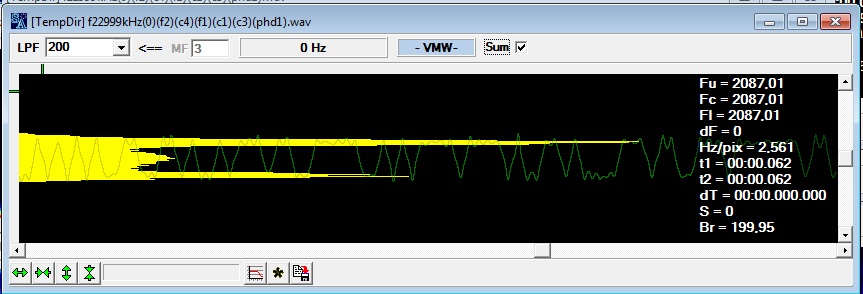 [TempDir] f22999kHz(0)(f2)(c4)(f1)(c1)(c3)(phd1).wav
LPF 200 <== MF 3 0 Hz - VMW- Sum
Fu = 2087,01
Fc = 2087,01
Fl = 2087,01
dF = 0
Hz/pix = 2,561
t1 = 00:00.062
t2 = 00:00.062
dT = 00:00.000.000
S = 0
Br = 199,95
*